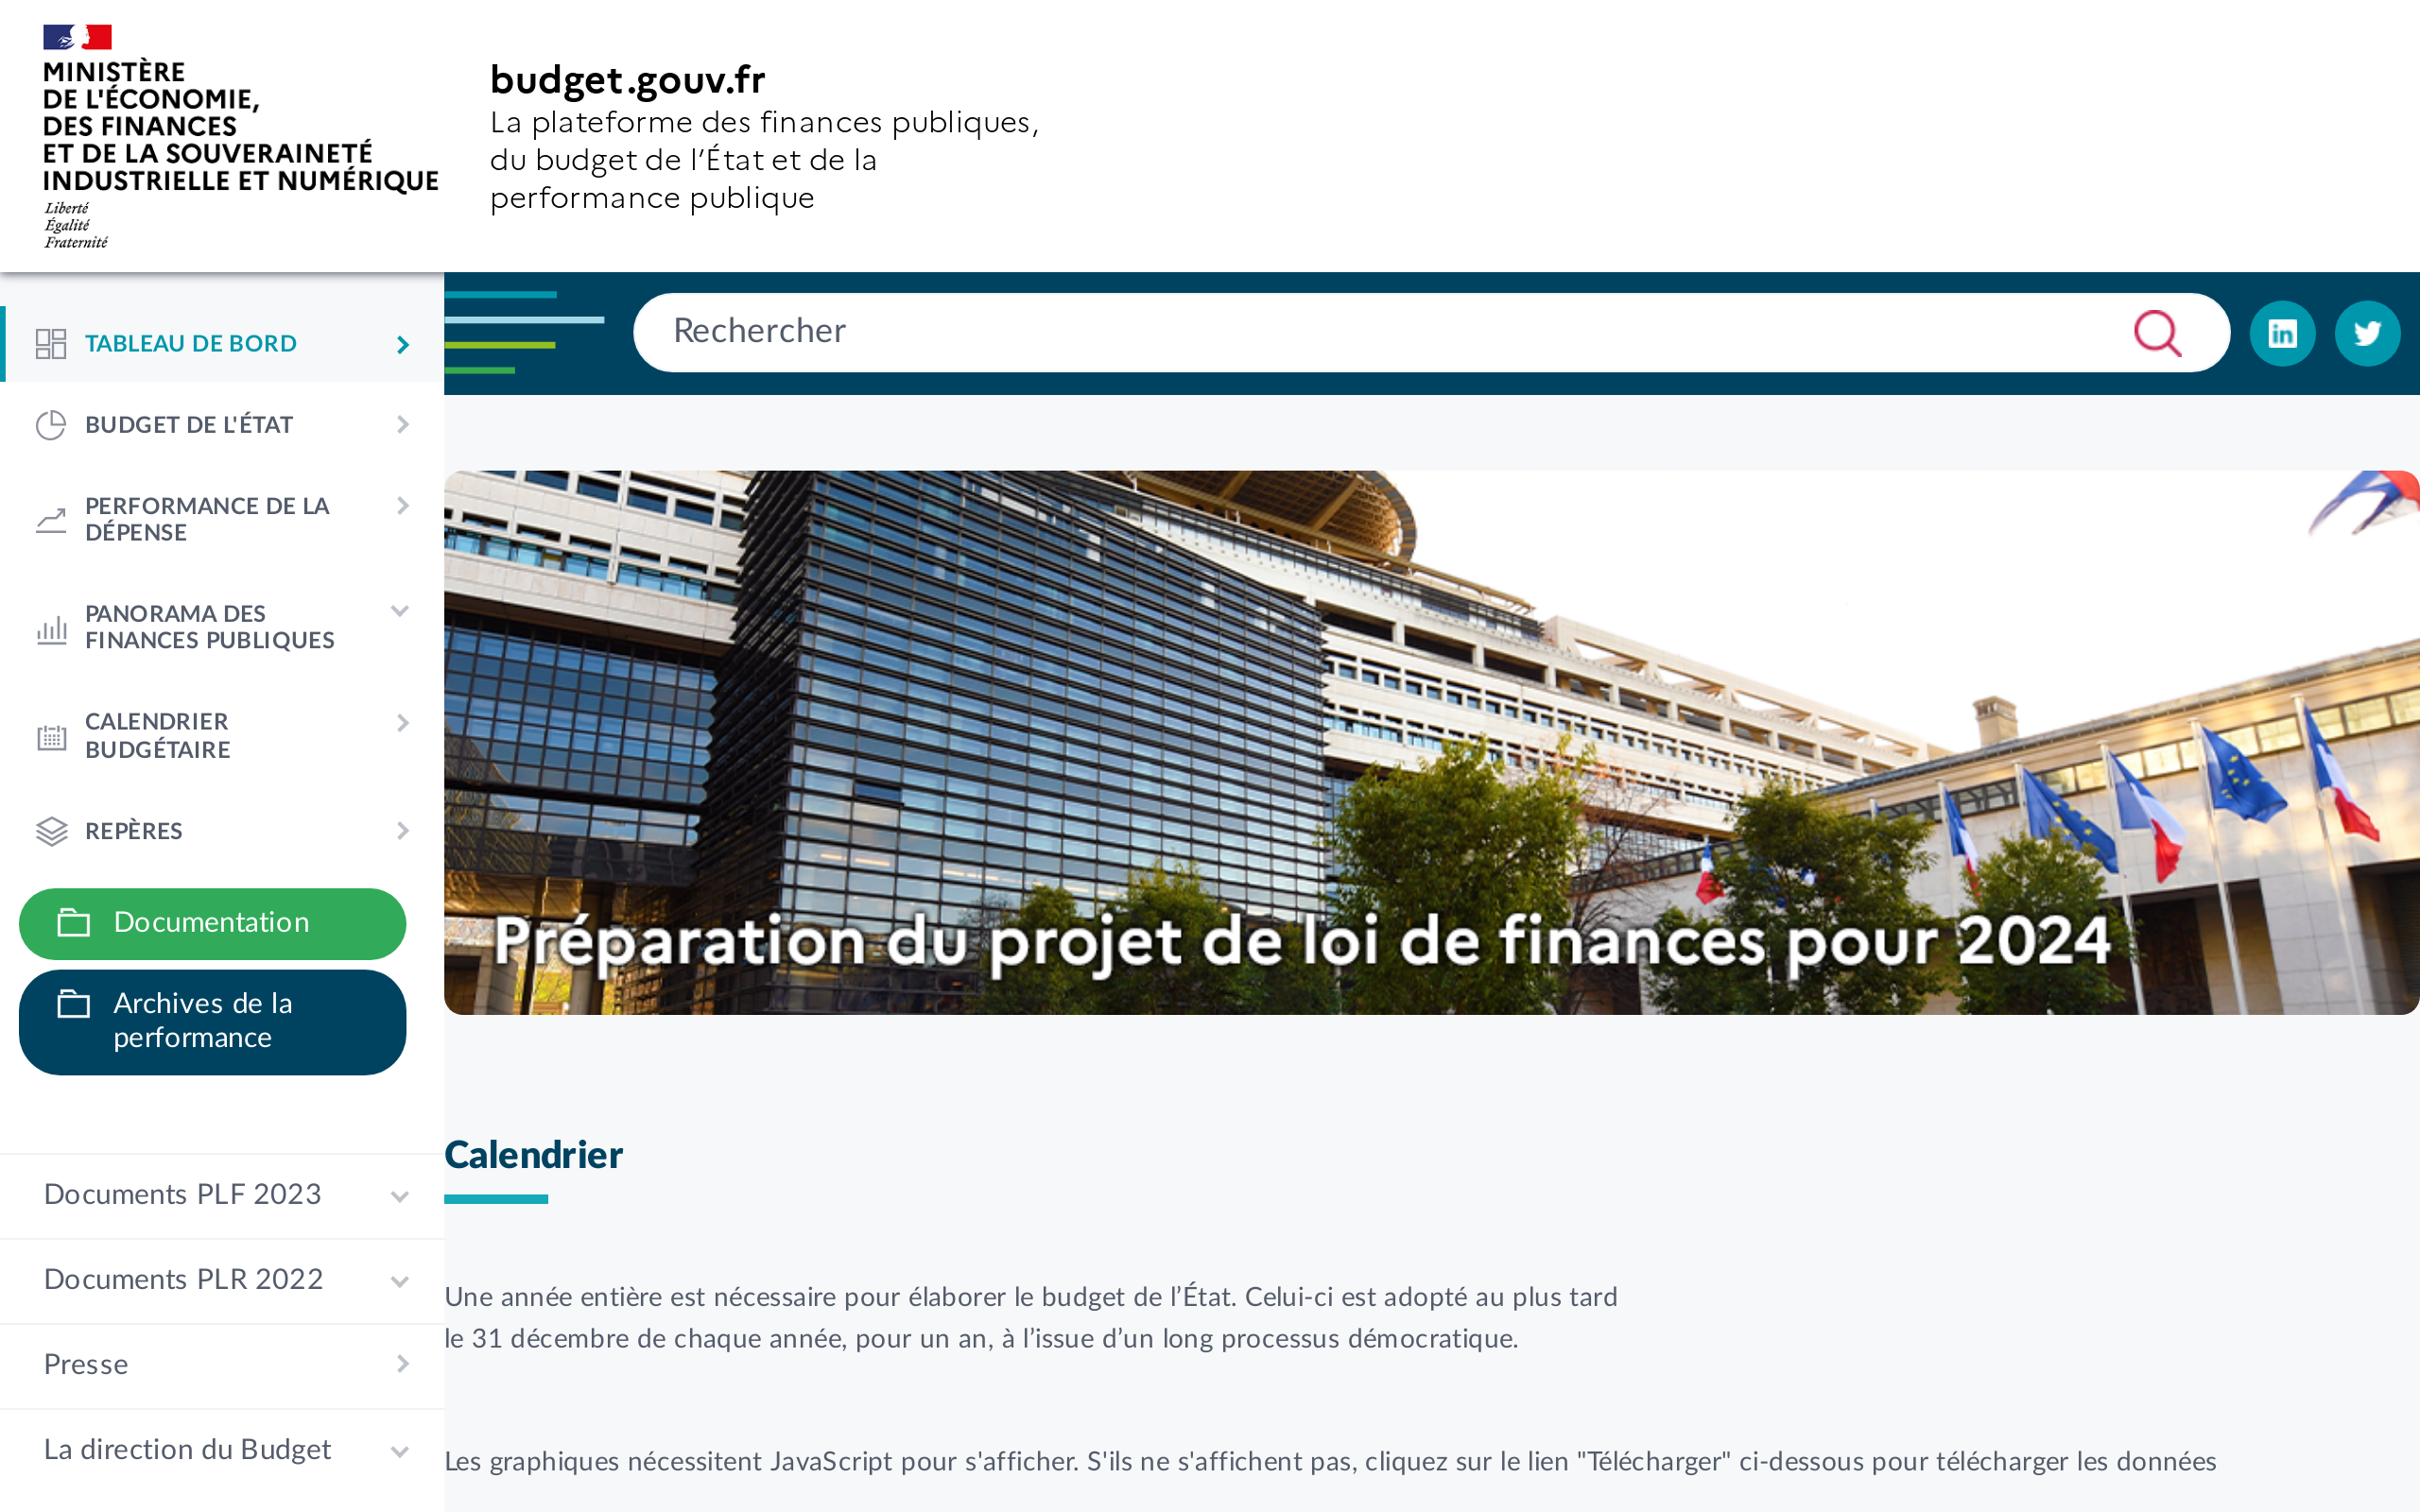 MINISTÈRE
DE L'ÉCONOMIE,
DES FINANCES
ET DE LA SOUVERAINETÉ
INDUSTRIELLE ET NUMÉRIQUE
Liberté
Égalité
Fraternité
budget.gouv.fr
La plateforme des finances publiques,
du budget de l’État et de la
performance publique
Rechercher
TABLEAU DE BORD
BUDGET DE L'ÉTAT
PERFORMANCE DE LA
DÉPENSE
PANORAMA DES
FINANCES PUBLIQUES
CALENDRIER
BUDGÉTAIRE
REPÈRES
Documentation
Archives de la
performance
Documents PLF 2023
Documents PLR 2022
Presse
La direction du Budget
Préparation du projet de loi de finances pour 2024
Calendrier
Une année entière est nécessaire pour élaborer le budget de l’État. Celui-ci est adopté au plus tard
le 31 décembre de chaque année, pour un an, à l’issue d’un long processus démocratique.
Les graphiques nécessitent JavaScript pour s'afficher. S'ils ne s'affichent pas, cliquez sur le lien "Télécharger" ci-dessous pour télécharger les données